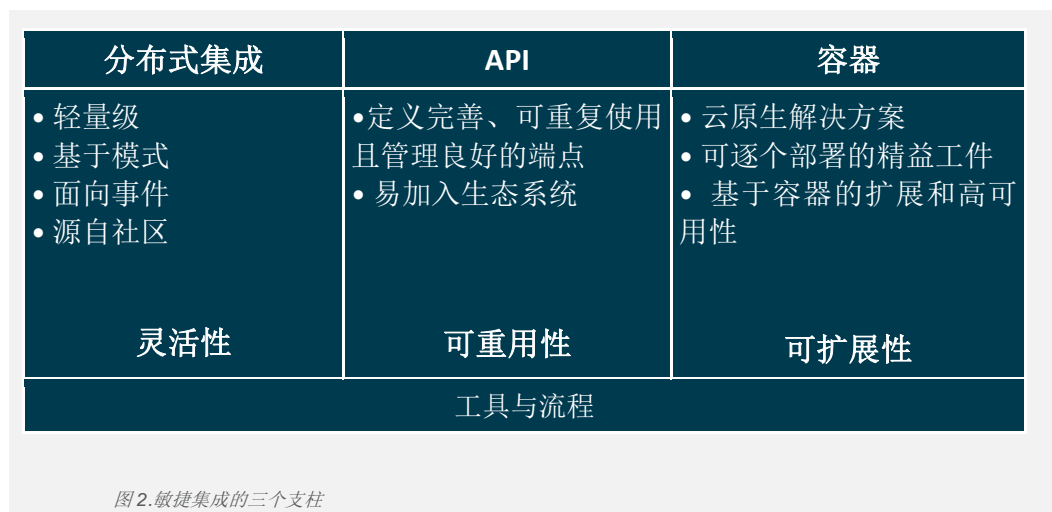 分布式集成
API
容器
• 轻量级
• 基于模式
• 面向事件
• 源自社区
灵活性
•定义完善、可重复使用
且管理良好的端点
• 易加入生态系统
可重用性
• 云原生解决方案
• 可逐个部署的精益工件
• 基于容器的扩展和高可
用性
可扩展性
工具与流程
图 2.敏捷集成的三个支柱